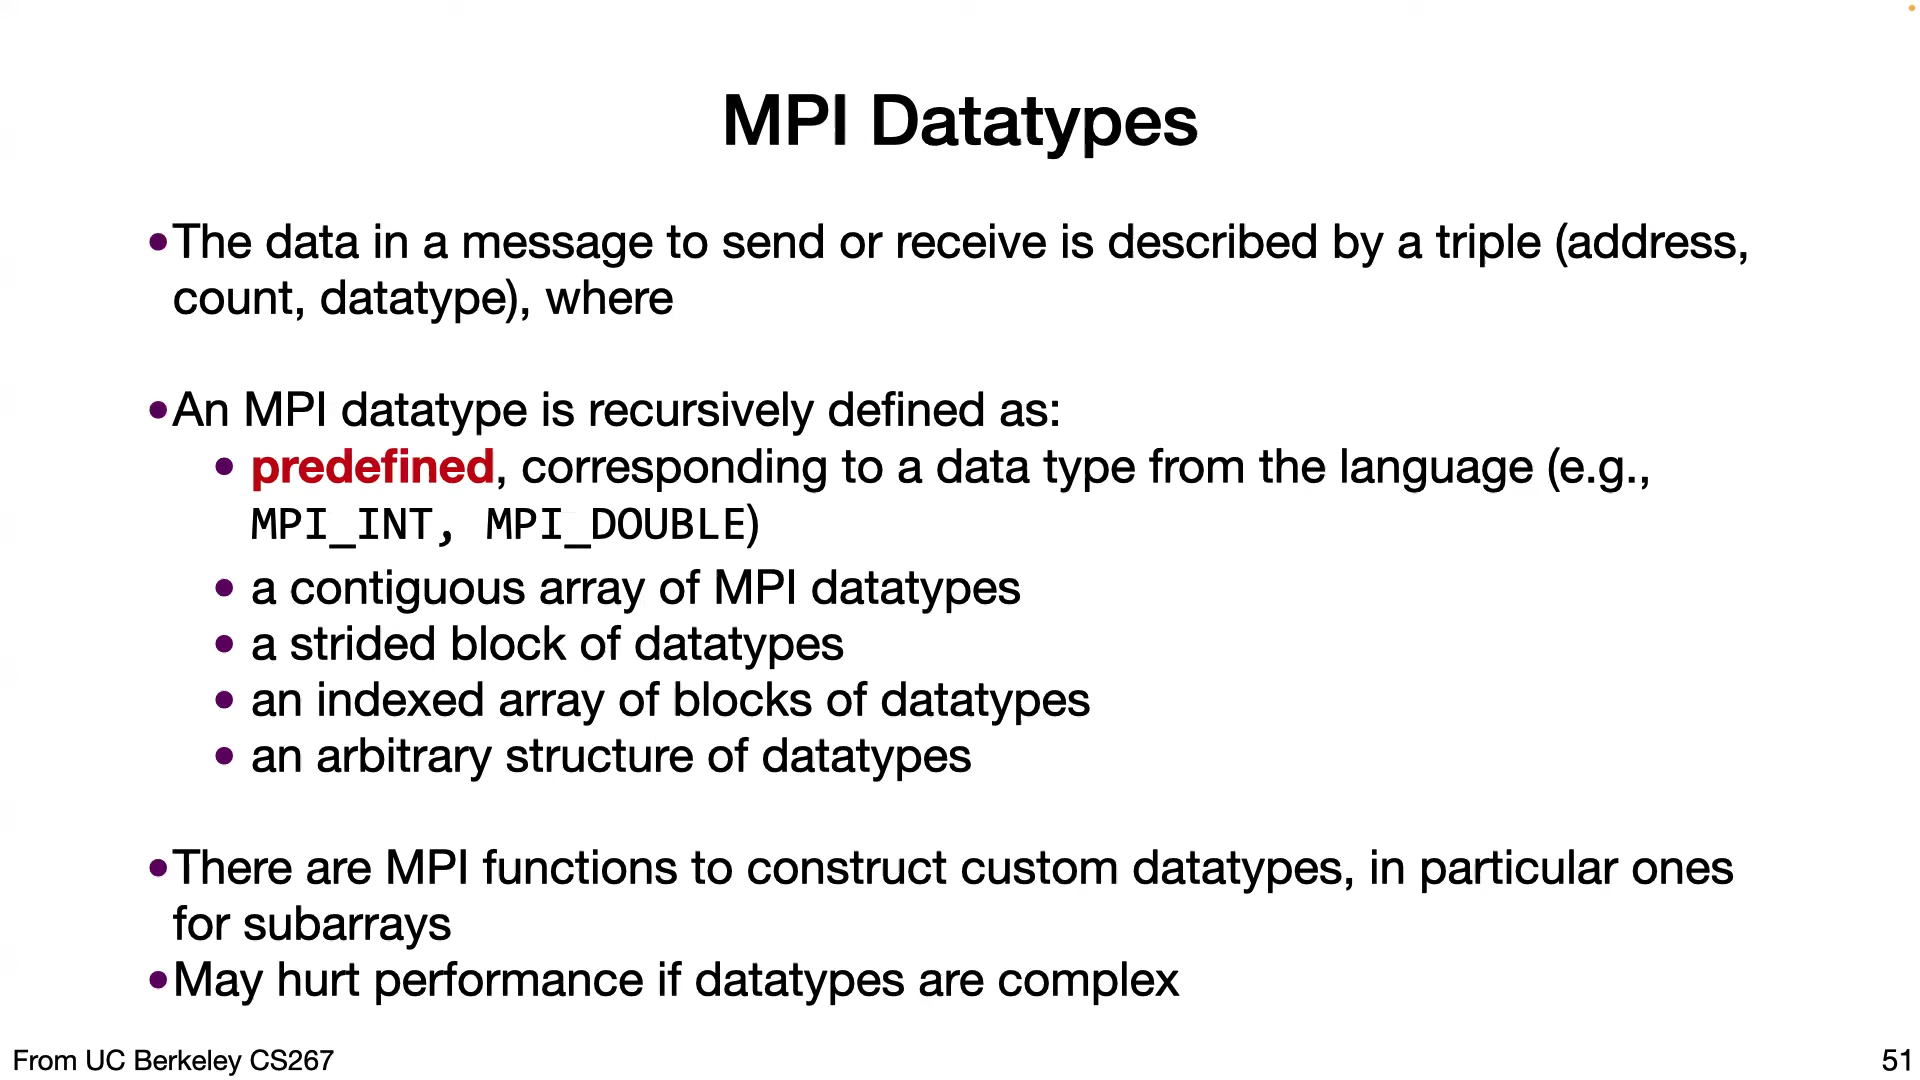 MPI Datatypes
•The data in a message to send or receive is described by a triple (address,
count, datatype), where
•An MPI datatype is recursively defined as:
• predefined, corresponding to a data type from the language (e.g.,
MPI_INT, MPI_DOUBLE)
• a contiguous array of MPI datatypes
• a strided block of datatypes
• an indexed array of blocks of datatypes
• an arbitrary structure of datatypes
•There are MPI functions to construct custom datatypes, in particular ones
for subarrays
•May hurt performance if datatypes are complex
From UC Berkeley CS267
51